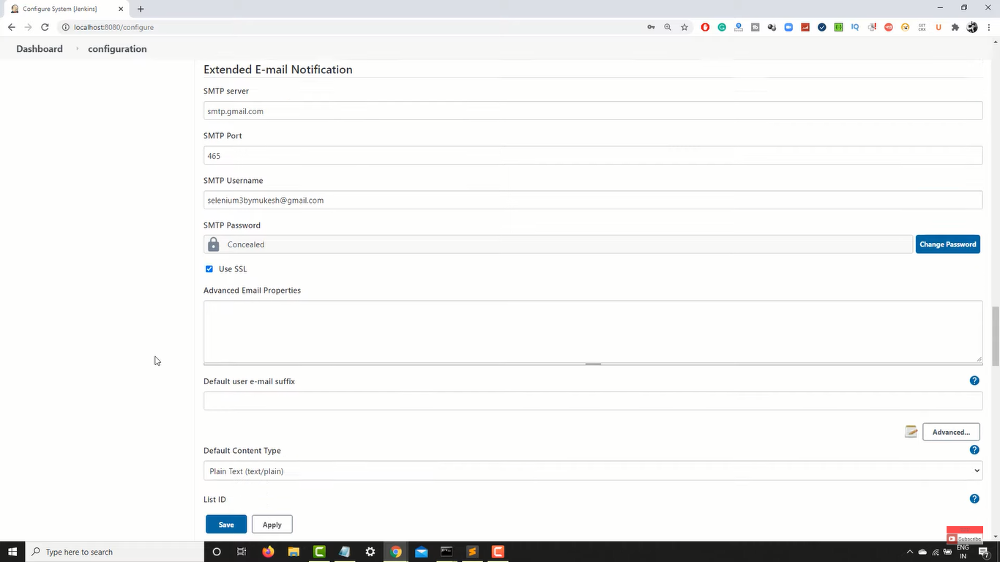 Configure System [Jenkins]
localhost:8080/configure
Dashboard
configuration
Extended E-mail Notification
SMTP server
smtp.gmail.com
SMTP Port
465
SMTP Username
selenium3bymukesh@gmail.com
SMTP Password
Concealed
Change Password
Use SSL
Advanced Email Properties
Default user e-mail suffix
?
Advanced...
Default Content Type
?
Plain Text (text/plain)
List ID
?
Save
Apply
Subscribe
Type here to search
ENG
IN
7